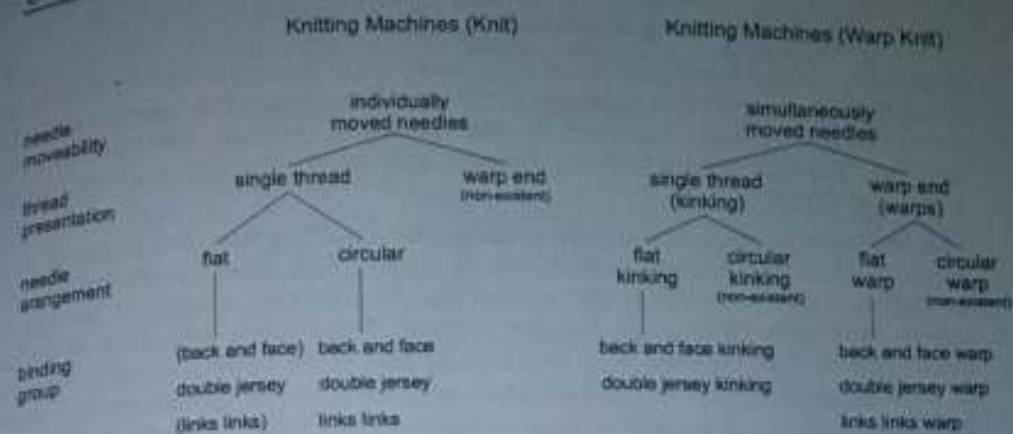 Knitting Machines (Knit)
Knitting Machines (Warp Knit)
needle
moveability
individually
moved needles
simultaneously
moved needles
thread
presentation
single thread
warp end
(non-existent)
single thread
(kinking)
warp end
(warps)
needle
arrangement
flat
circular
flat
kinking
circular
kinking
(non-existent)
flat
warp
circular
warp
(non-existent)
binding
group
(back and face)
back and face
back and face kinking
back and face warp
double jersey
double jersey
double jersey kinking
double jersey warp
(links links)
links links
links links warp